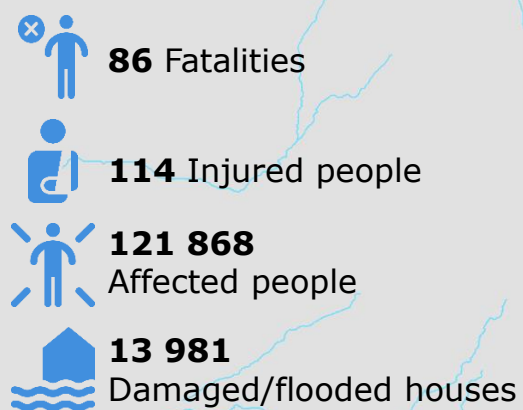 86 Fatalities
114 Injured people
121 868
Affected people
13 981
Damaged/flooded houses